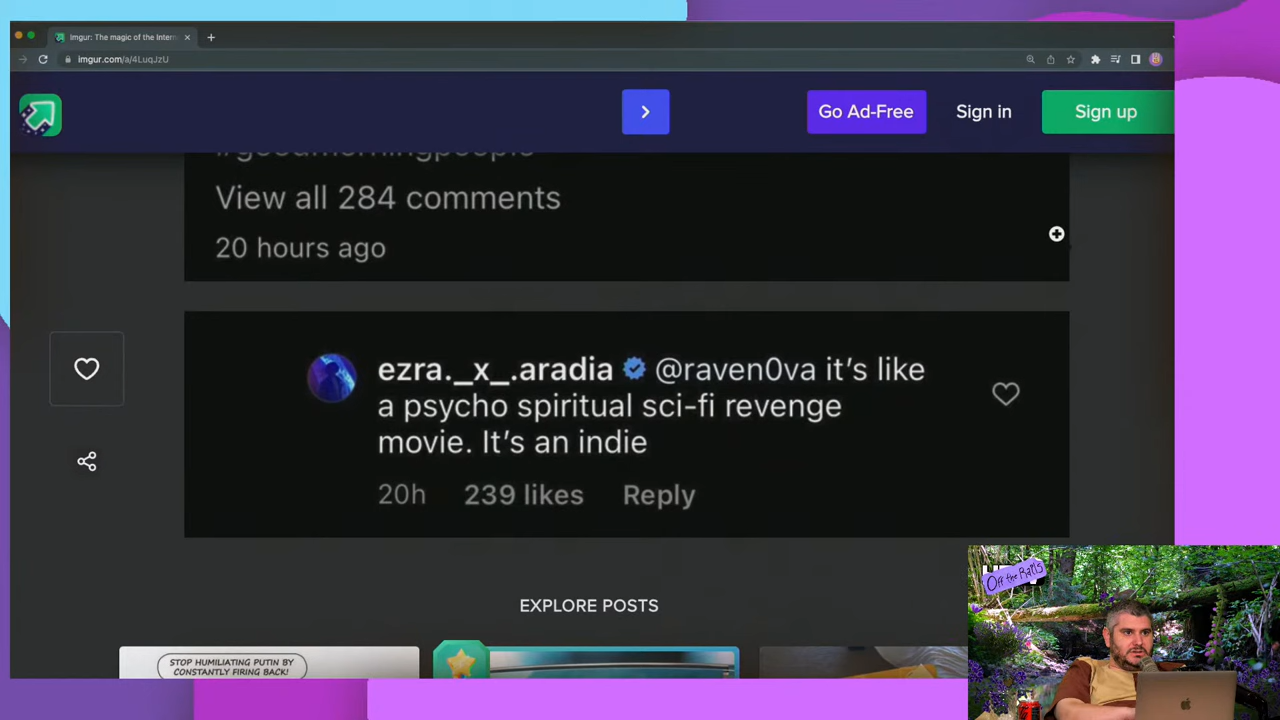 Imgur: The magic of the Intern
imgur.com/a/4LuqJzU
Go Ad-Free
Sign in
Sign up
#goodmorningpeople
View all 284 comments
20 hours ago
ezra._x_.aradia @raven0va it's like
a psycho spiritual sci-fi revenge
movie. It's an indie
20h 239 likes Reply
EXPLORE POSTS
STOP HUMILIATING PUTIN BY
CONSTANTLY FIRING BACK!
Off the Rails